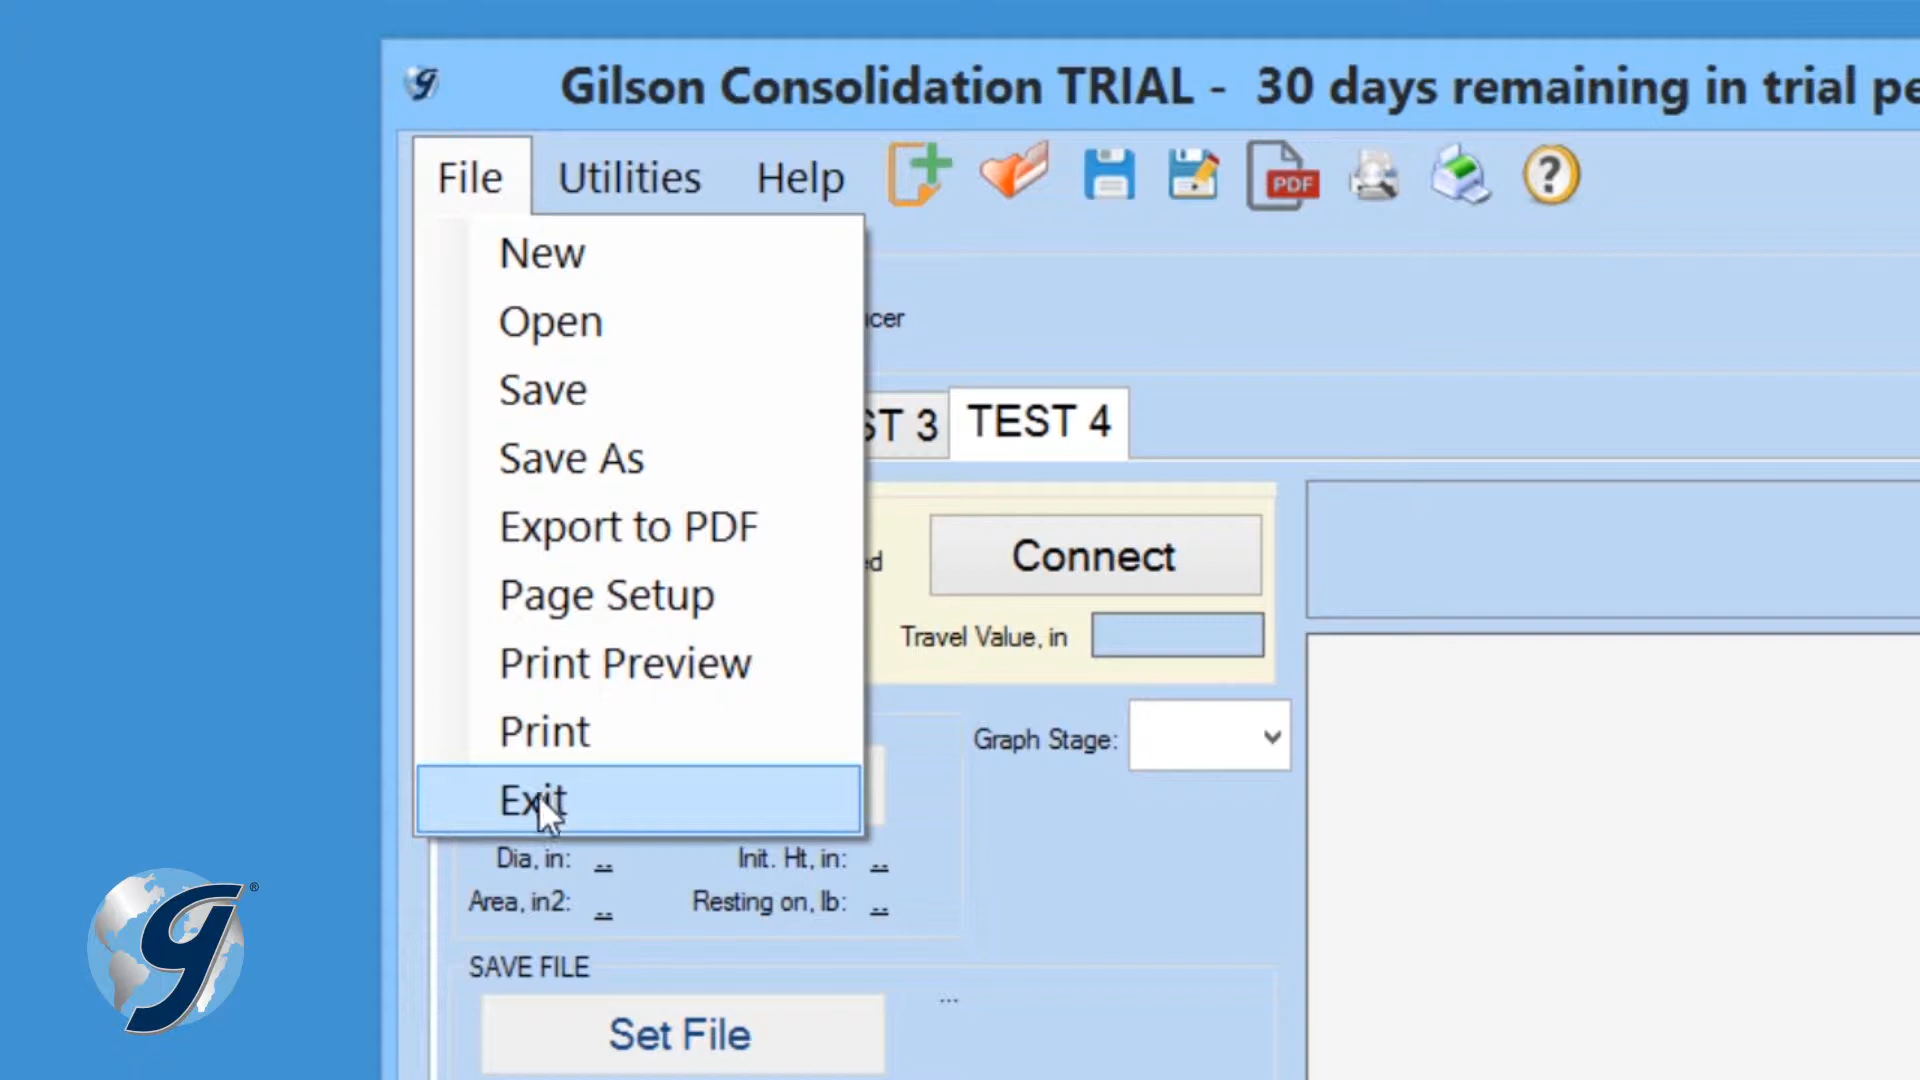 Gilson Consolidation TRIAL - 30 days remaining in trial pe
File Utilities Help PDF ?
New
Open
cer
Save
TEST 4
ST 3
Save As
Export to PDF
ed
Connect
Page Setup
Travel Value, in
Print Preview
Print
Graph Stage:
Exit
Dia, in: -- Init. Ht, in: --
Area, in2: -- Resting on, lb: --
SAVE FILE
...
Set File
g ®